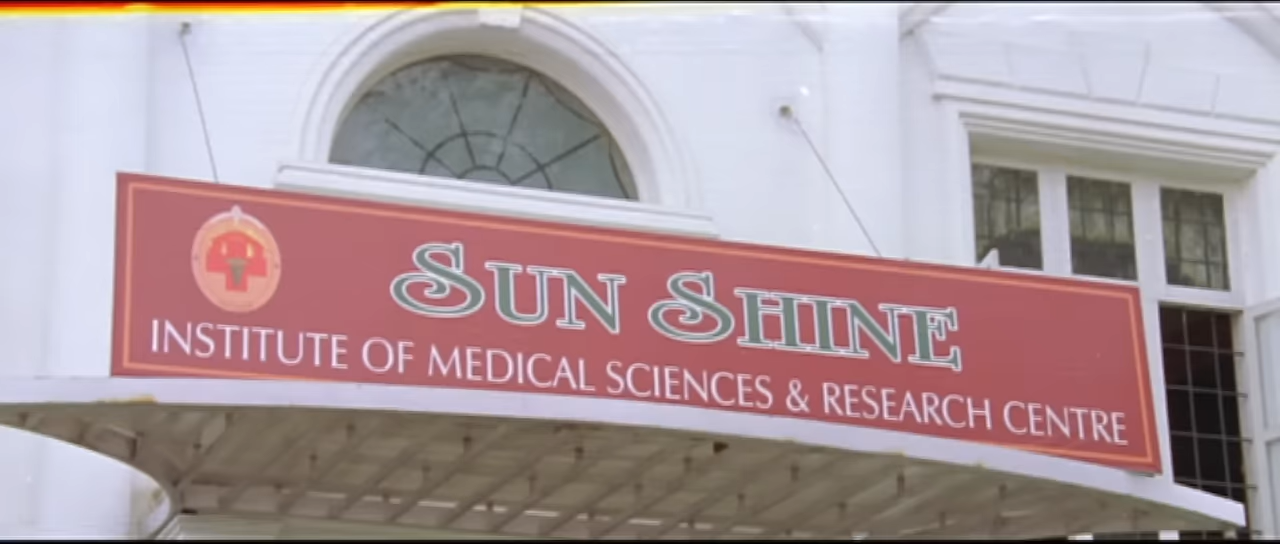 SUN SHINE
INSTITUTE OF MEDICAL SCIENCES & RESEARCH CENTRE